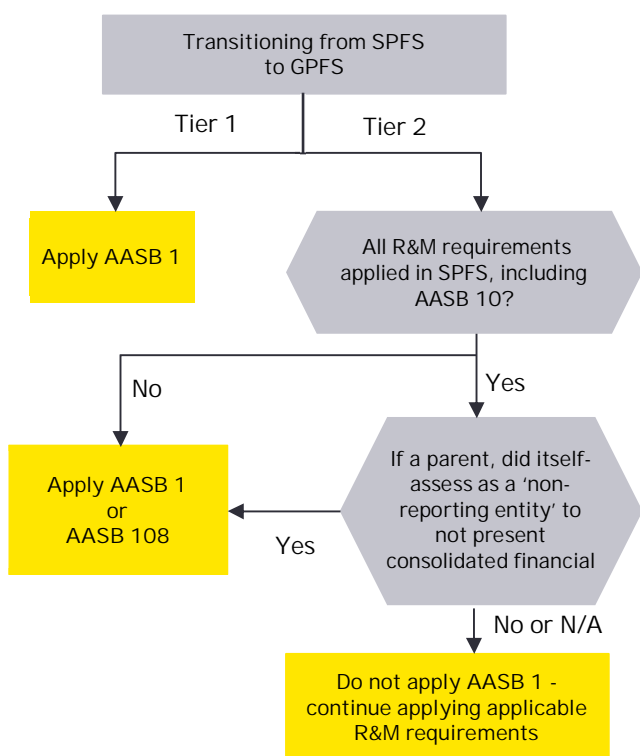 Transitioning from SPFS
to GPFS
Tier 1
Tier 2
Apply AASB 1
All R&M requirements
applied in SPFS, including
AASB 10?
No
Yes
Apply AASB 1
or
AASB 108
Yes
If a parent, did itself-
assess as a ‘non-
reporting entity’ to
not present
consolidated financial
No or N/A
Do not apply AASB 1 -
continue applying applicable
R&M requirements